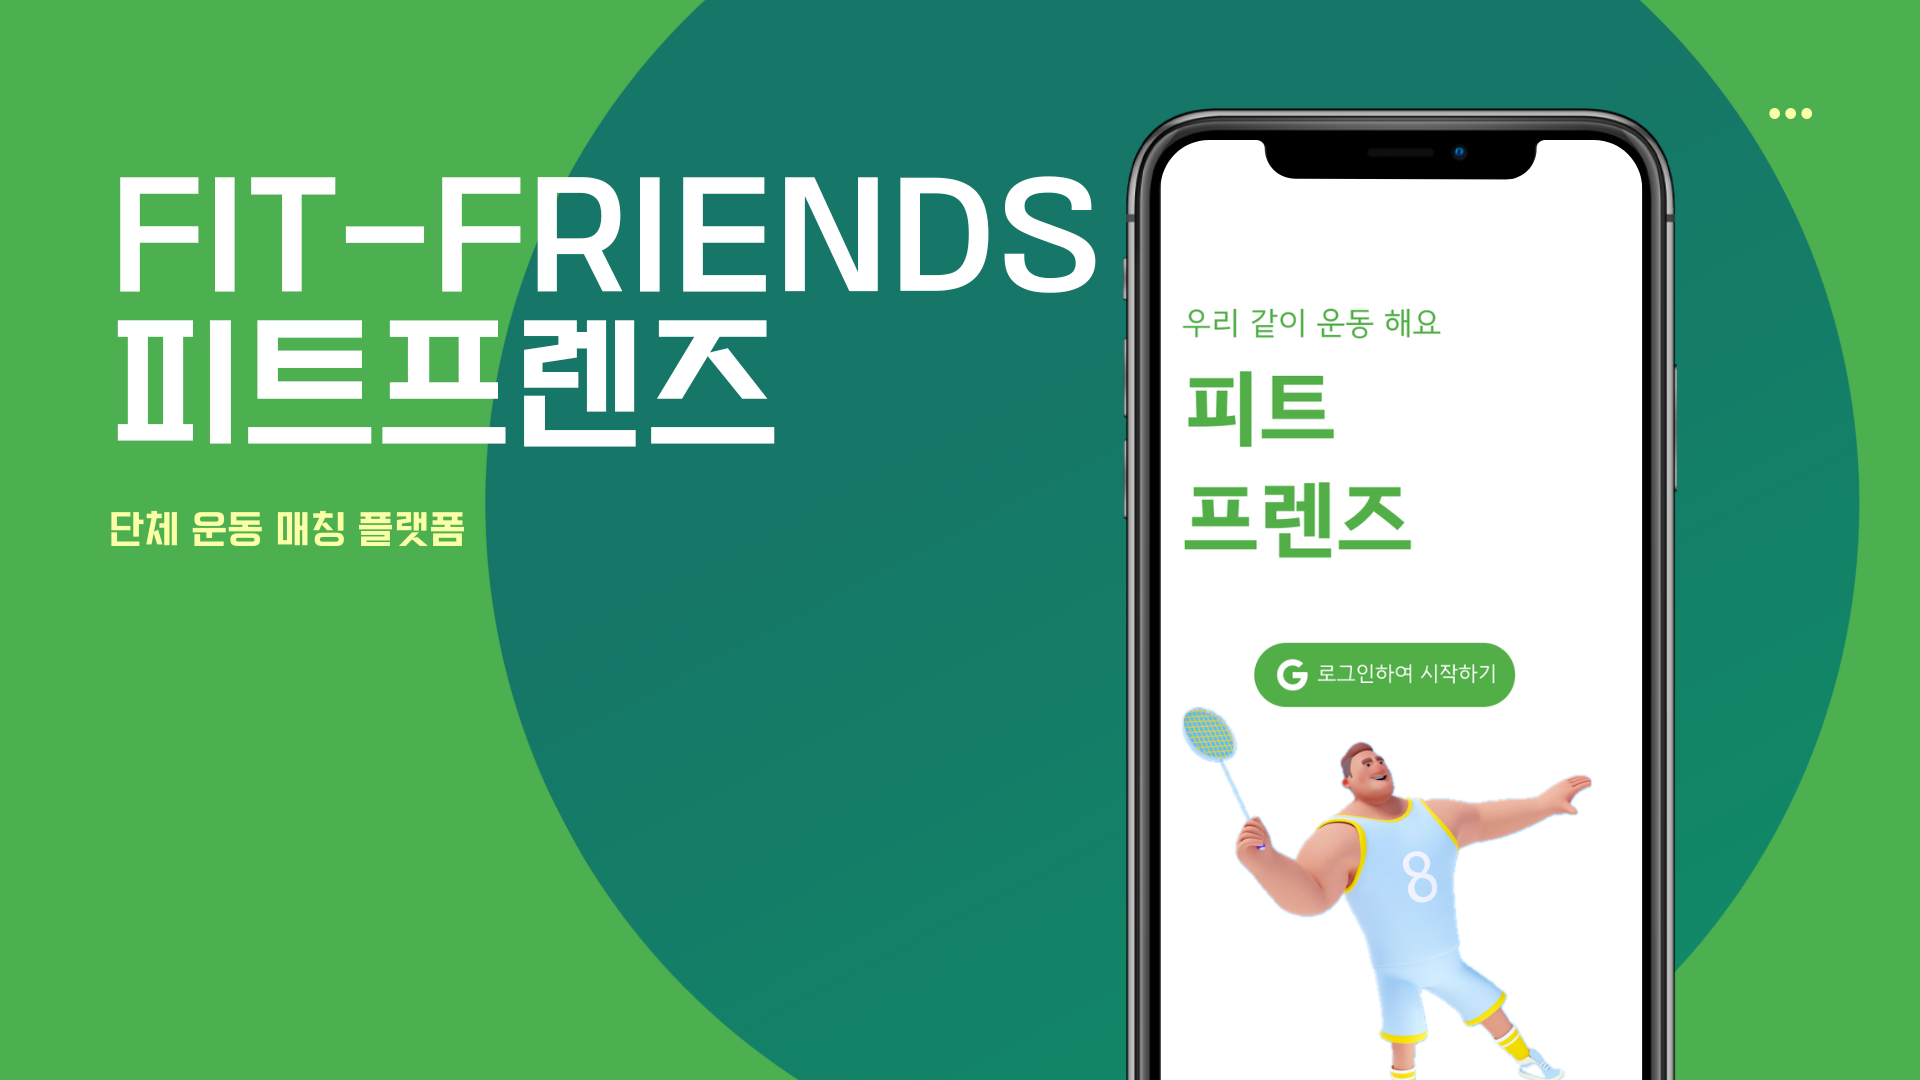 FIT-FRIENDS
피트프렌즈
단체 운동 매칭 플랫폼
우리 같이 운동 해요
피트
프렌즈
G 로그인하여 시작하기
8